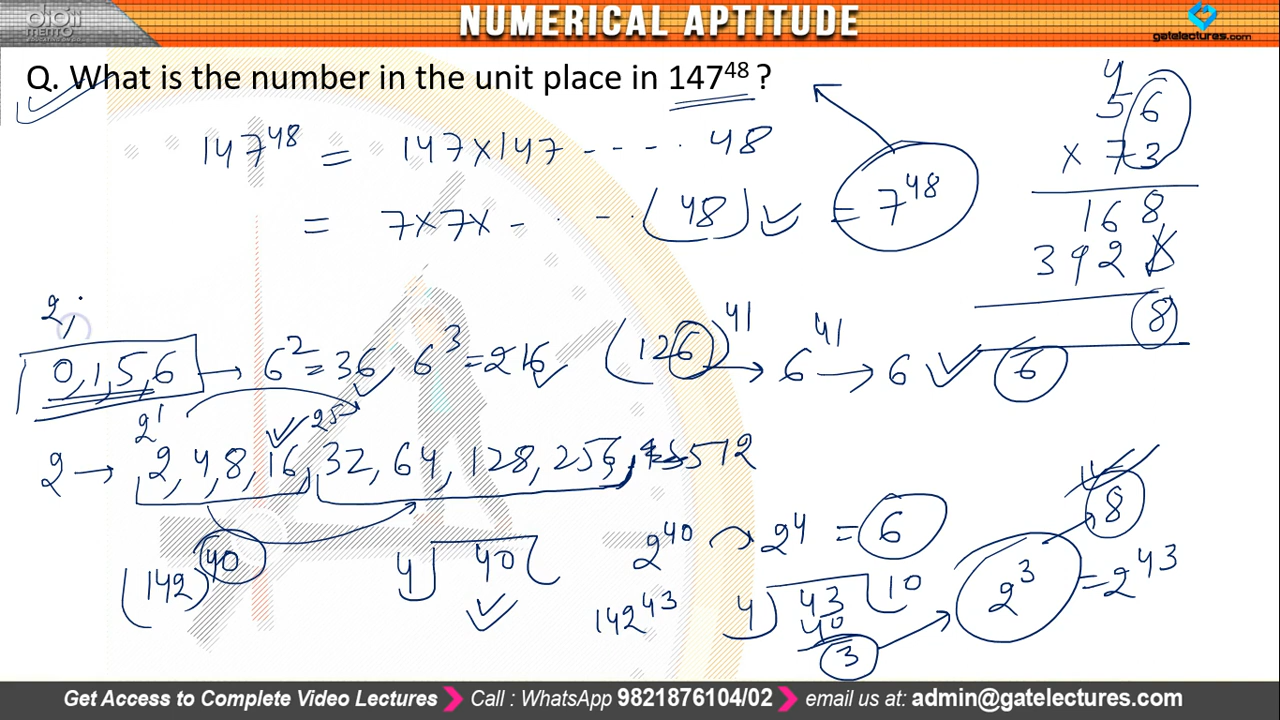 NUMERICAL APTITUDE
gatelectures.com
Q. What is the number in the unit place in 147⁴⁸ ?
147⁴⁸ = 147×147 ---- 48
= 7×7× - · - · (48) = 7⁴⁸
4
56
× 73
168
392×
8
2,
0,1,5,6 → 6² = 36 6³ = 216 (126)⁴¹ → 6⁴¹ → 6 6
2¹ 2⁵
2 → 2, 4, 8, 16, 32, 64, 128, 256, 512
(142)⁴⁰ 4) 40 ( 2⁴⁰ → 2⁴ = 6
142⁴³ 4) 43 (10 2³ = 2⁴³ 8
40
3
Get Access to Complete Video Lectures Call : WhatsApp 9821876104/02 email us at: admin@gatelectures.com